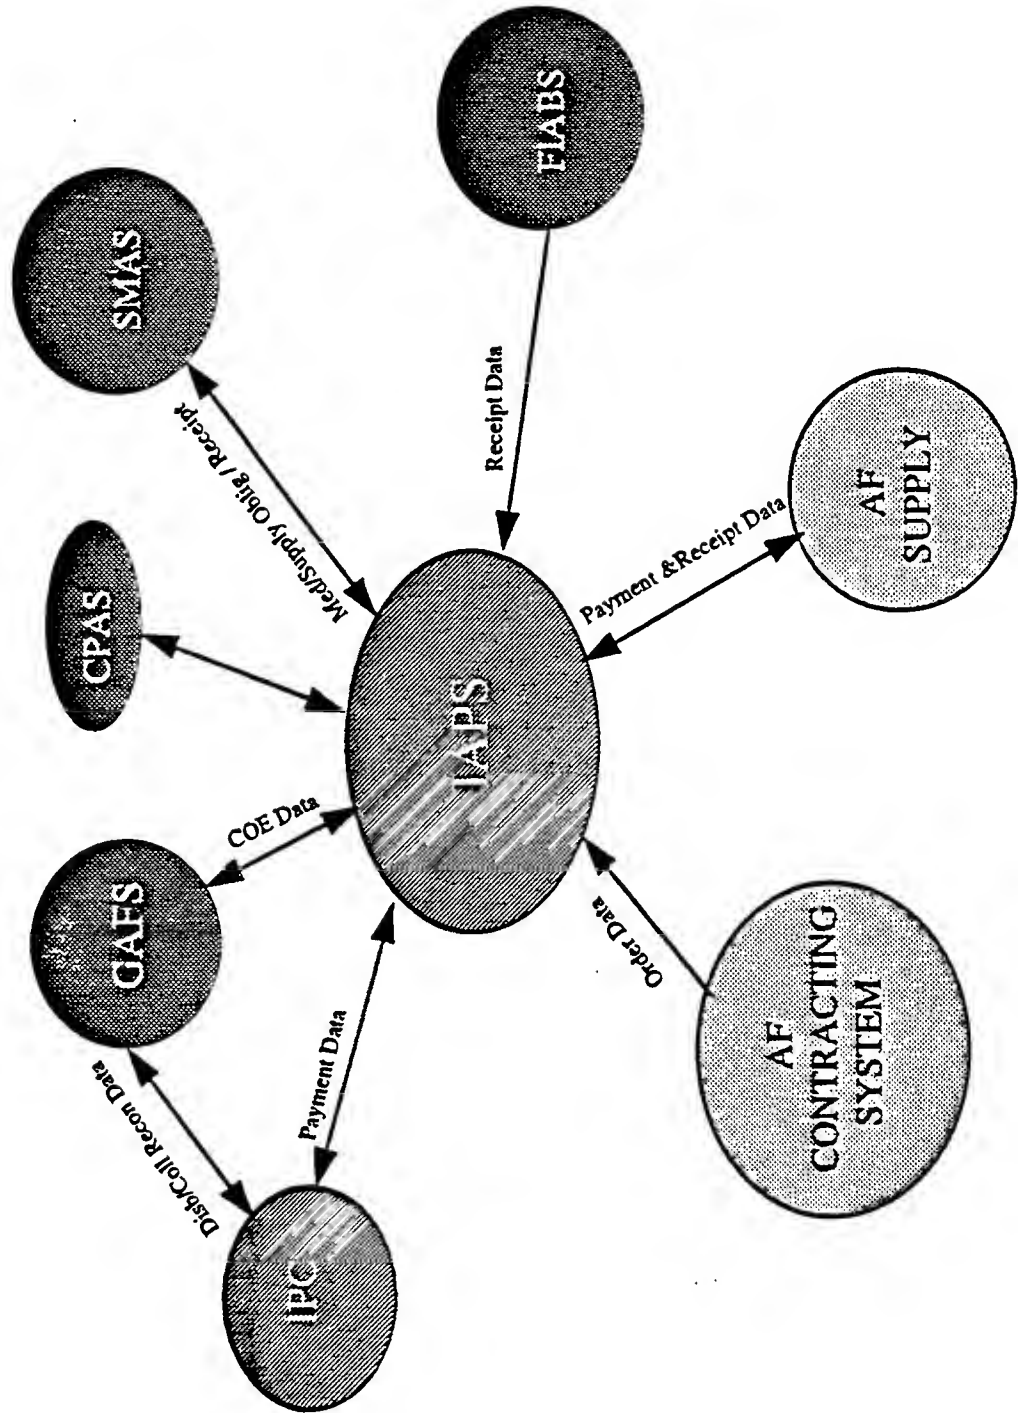 GAFS
CPAS
SMAS
Disb/Coll Recon Data
COE Data
Med/Supply Oblig / Receipt
IPC
Payment Data
IAPS
Receipt Data
FIABS
Order Data
Payment &Receipt Data
AF
CONTRACTING
SYSTEM
AF
SUPPLY